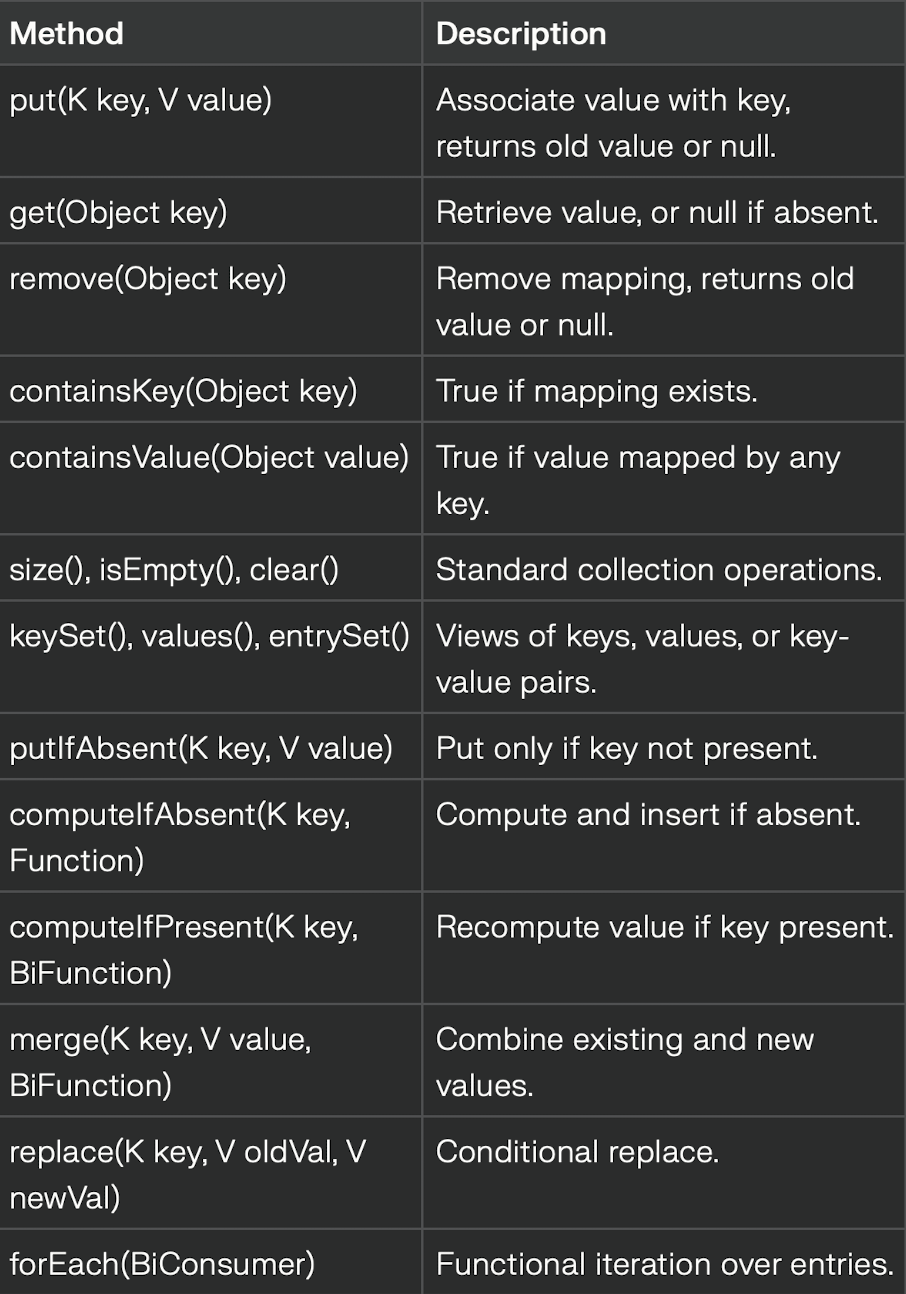 Method Description
put(K key, V value) Associate value with key,
returns old value or null.
get(Object key) Retrieve value, or null if absent.
remove(Object key) Remove mapping, returns old
value or null.
containsKey(Object key) True if mapping exists.
containsValue(Object value) True if value mapped by any
key.
size(), isEmpty(), clear() Standard collection operations.
keySet(), values(), entrySet() Views of keys, values, or key-
value pairs.
putIfAbsent(K key, V value) Put only if key not present.
computeIfAbsent(K key, Compute and insert if absent.
Function)
computeIfPresent(K key, Recompute value if key present.
BiFunction)
merge(K key, V value, Combine existing and new
BiFunction) values.
replace(K key, V oldVal, V Conditional replace.
newVal)
forEach(BiConsumer) Functional iteration over entries.